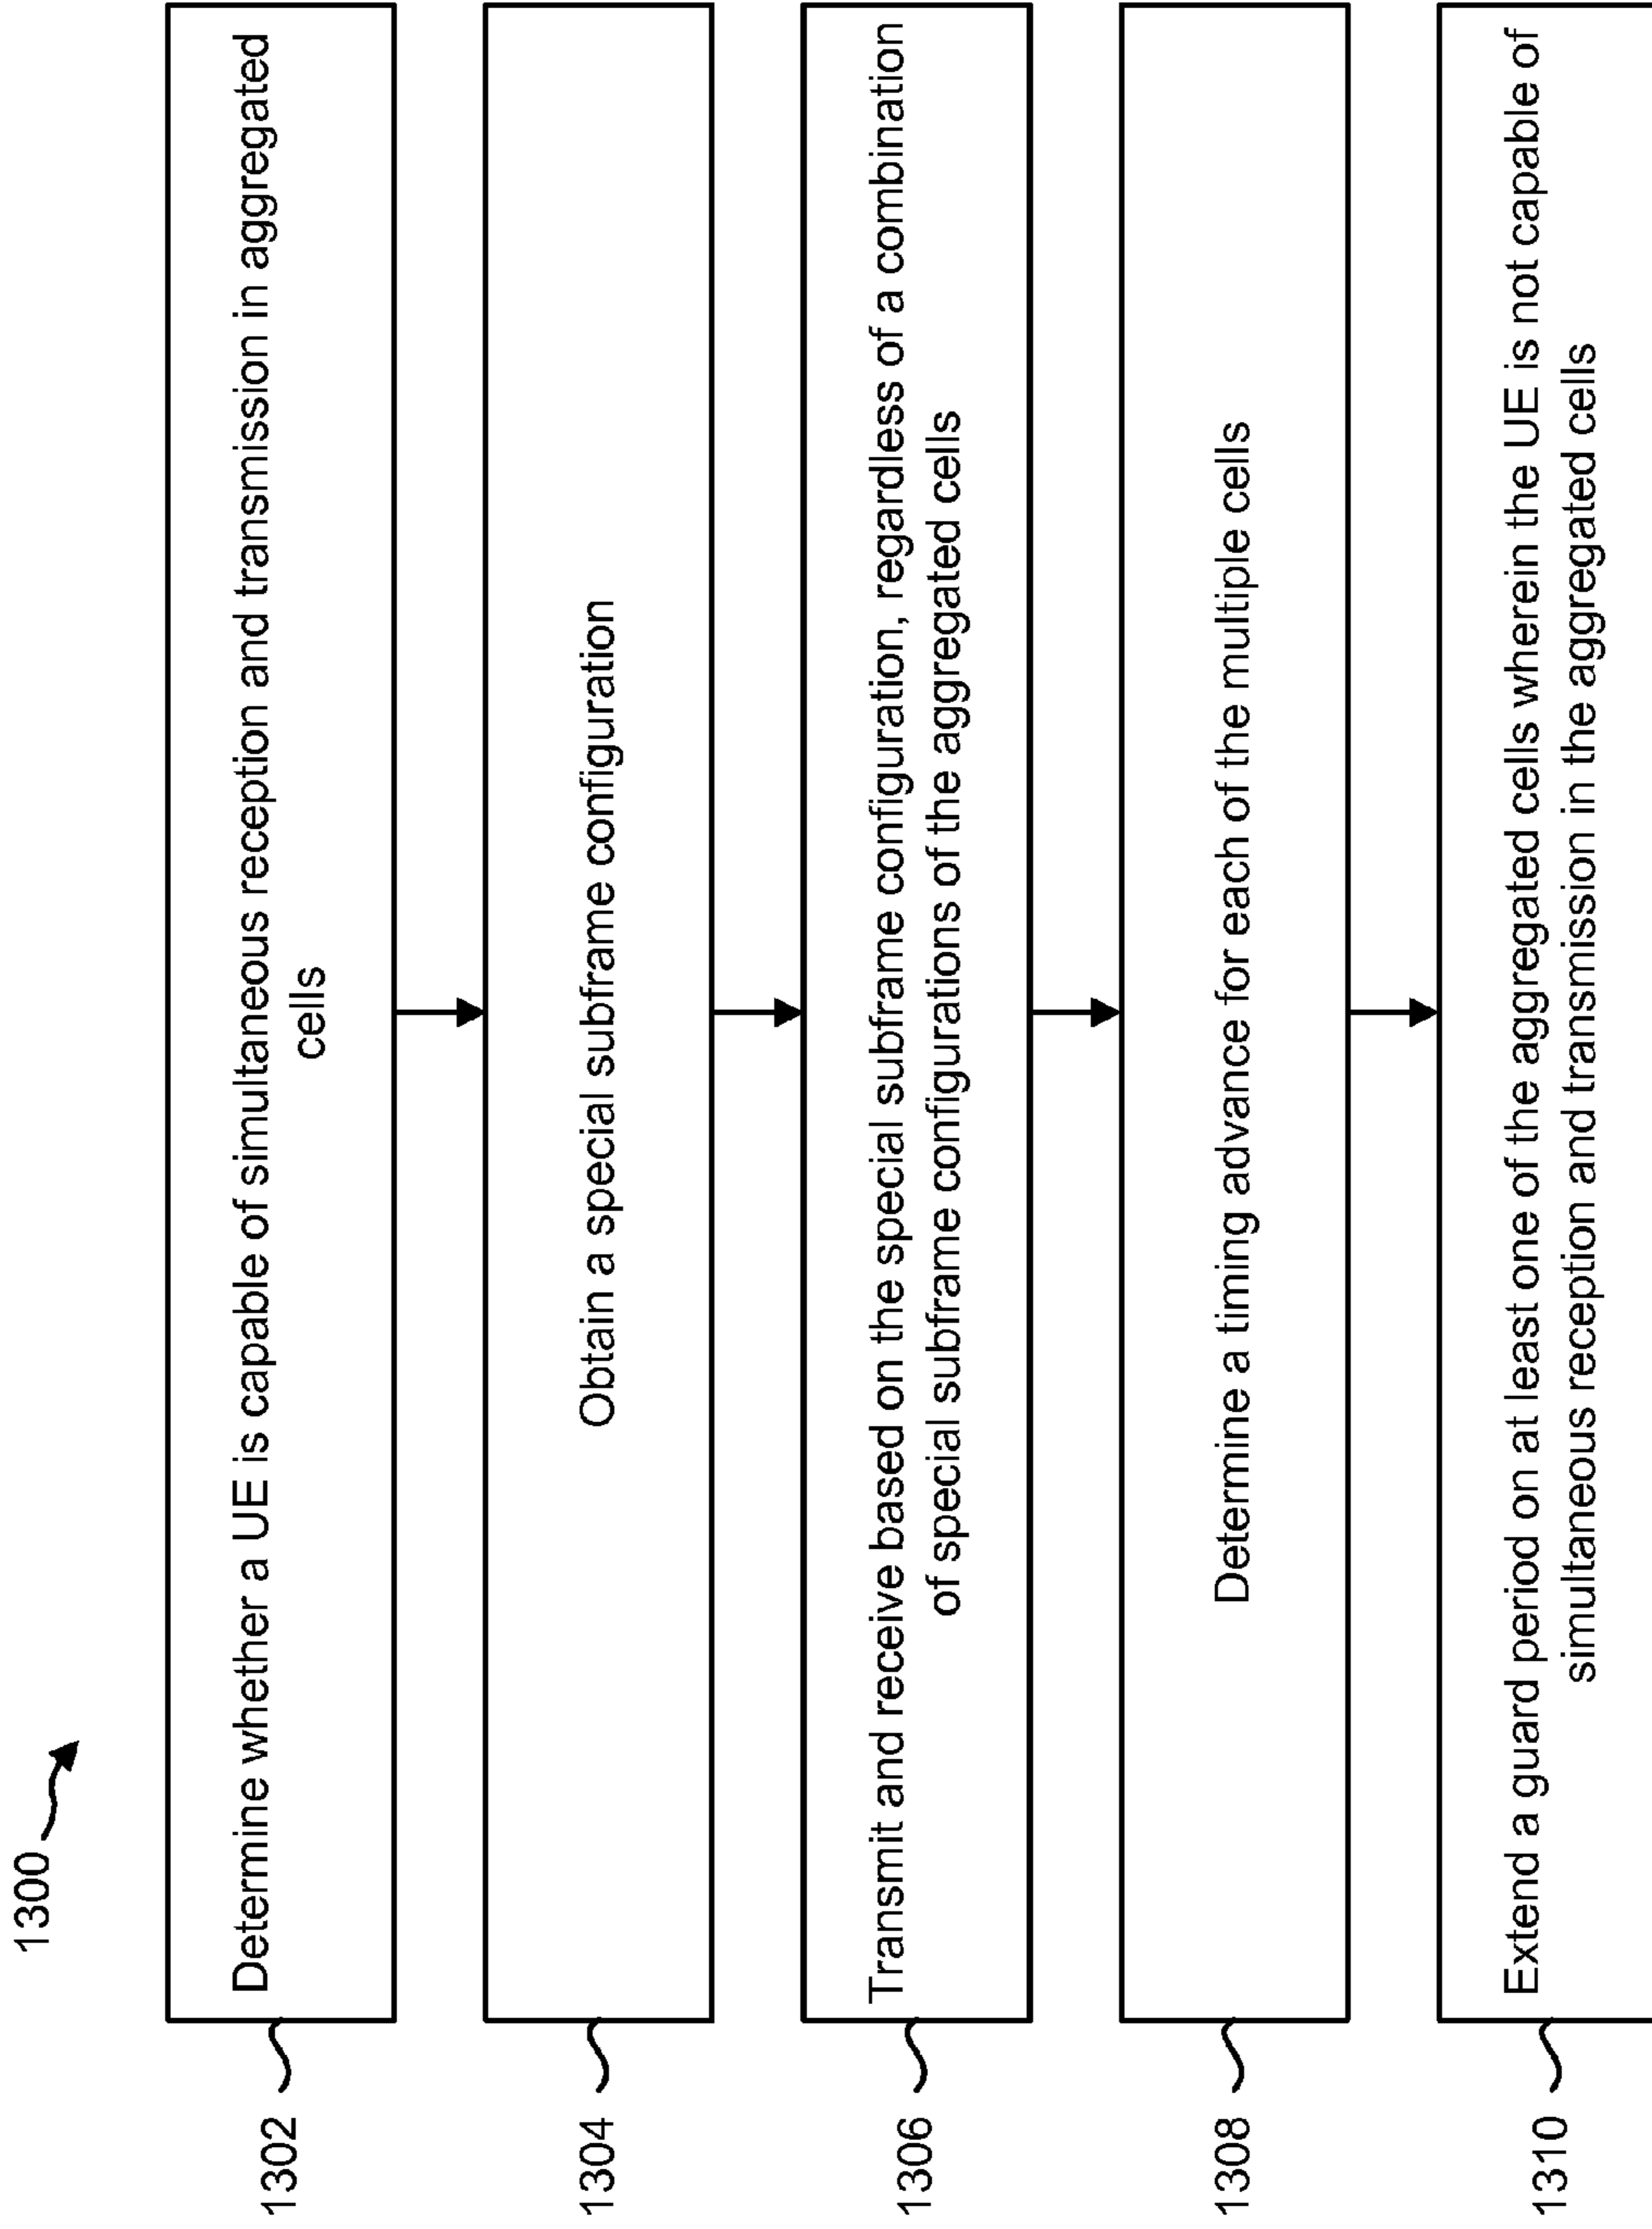 1300
1302
Determine whether a UE is capable of simultaneous reception and transmission in aggregated
cells
1304
Obtain a special subframe configuration
1306
Transmit and receive based on the special subframe configuration, regardless of a combination
of special subframe configurations of the aggregated cells
1308
Determine a timing advance for each of the multiple cells
1310
Extend a guard period on at least one of the aggregated cells wherein the UE is not capable of
simultaneous reception and transmission in the aggregated cells